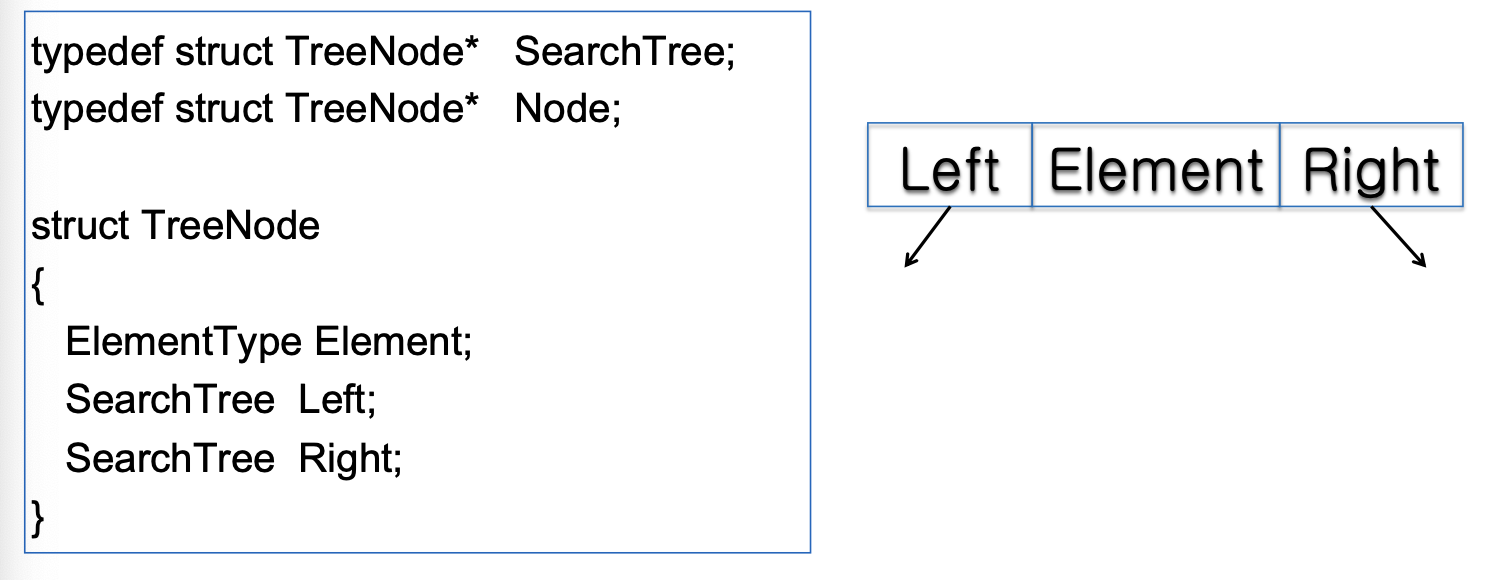 typedef struct TreeNode* SearchTree;
typedef struct TreeNode* Node;
struct TreeNode
{
ElementType Element;
SearchTree Left;
SearchTree Right;
}
Left Element Right